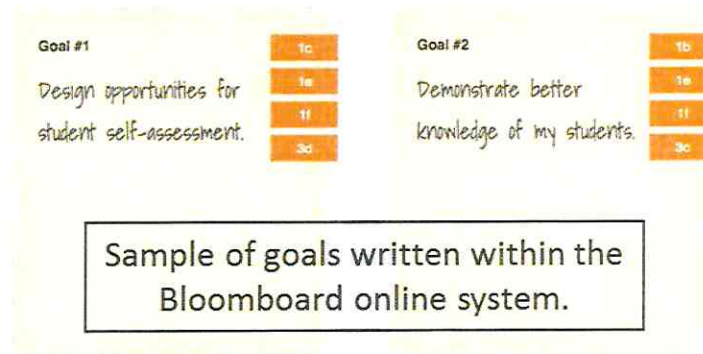 Goal #1
1c
Design opportunities for
1e
student self-assessment.
1f
3d
Goal #2
1b
Demonstrate better
1e
knowledge of my students.
1f
3c
Sample of goals written within the
Bloomboard online system.